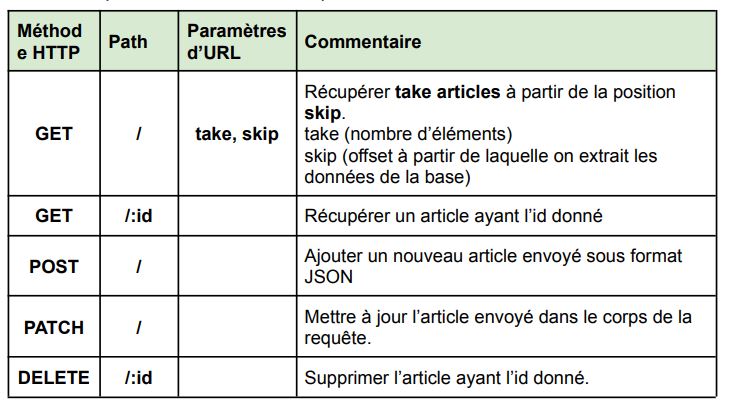 Méthod
e HTTP
Path
Paramètres
d'URL
Commentaire
GET
/
take, skip
Récupérer take articles à partir de la position
skip.
take (nombre d'éléments)
skip (offset à partir de laquelle on extrait les
données de la base)
GET
/:id
Récupérer un article ayant l'id donné
POST
/
Ajouter un nouveau article envoyé sous format
JSON
PATCH
/
Mettre à jour l'article envoyé dans le corps de la
requête.
DELETE
/:id
Supprimer l'article ayant l'id donné.